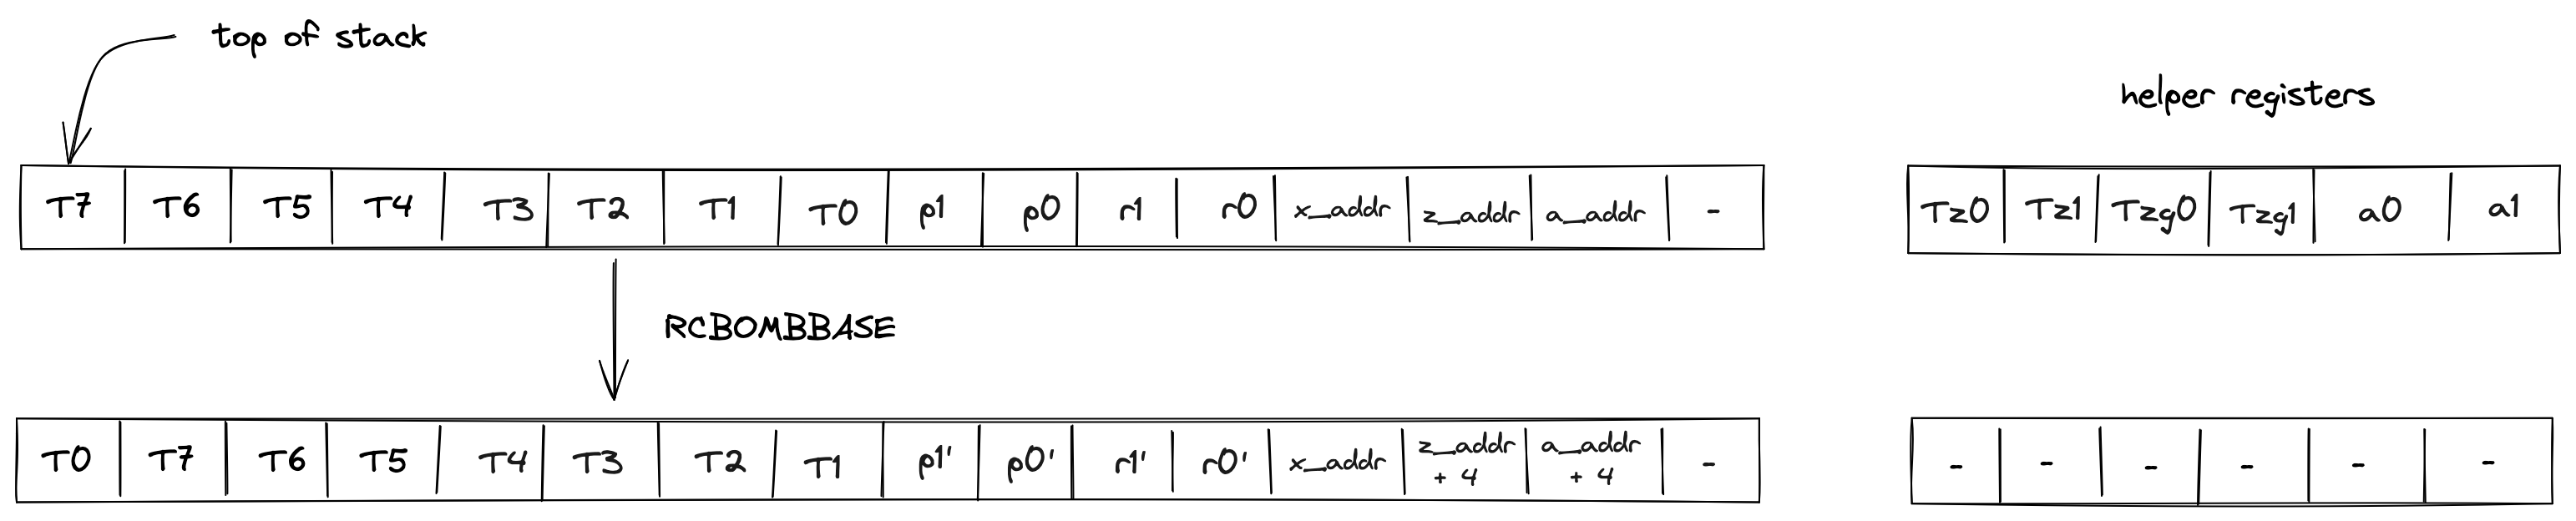 top of stack
helper registers
T7 T6 T5 T4 T3 T2 T1 T0 p1 p0 r1 r0 x_addr z_addr a_addr -
Tz0 Tz1 Tzg0 Tzg1 a0 a1
RCBOMBBASE
T0 T7 T6 T5 T4 T3 T2 T1 p1' p0' r1' r0' x_addr z_addr + 4 a_addr + 4 -
- - - - - -